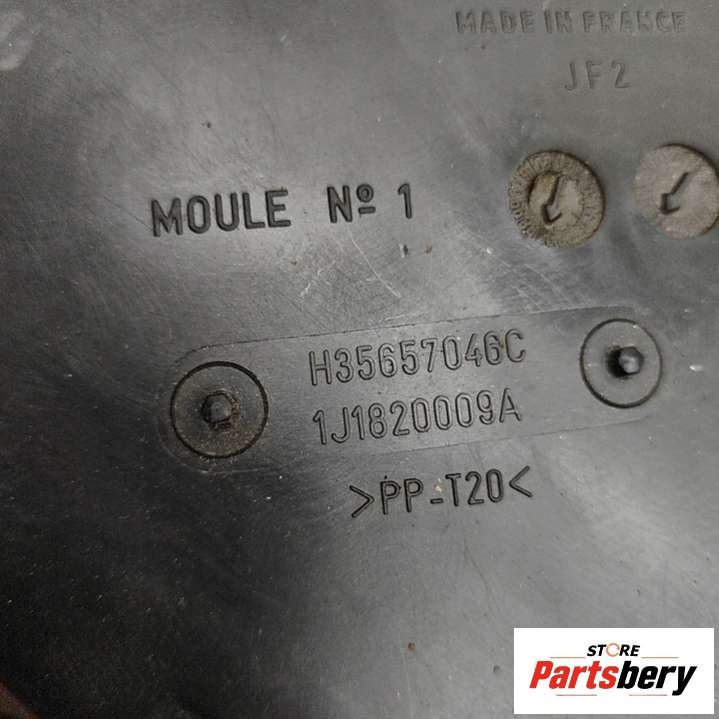 MADE IN FRANCE
JF2
MOULE Nº 1
H35657046C
1J1820009A
>PP-T20<
STORE
Partsbery